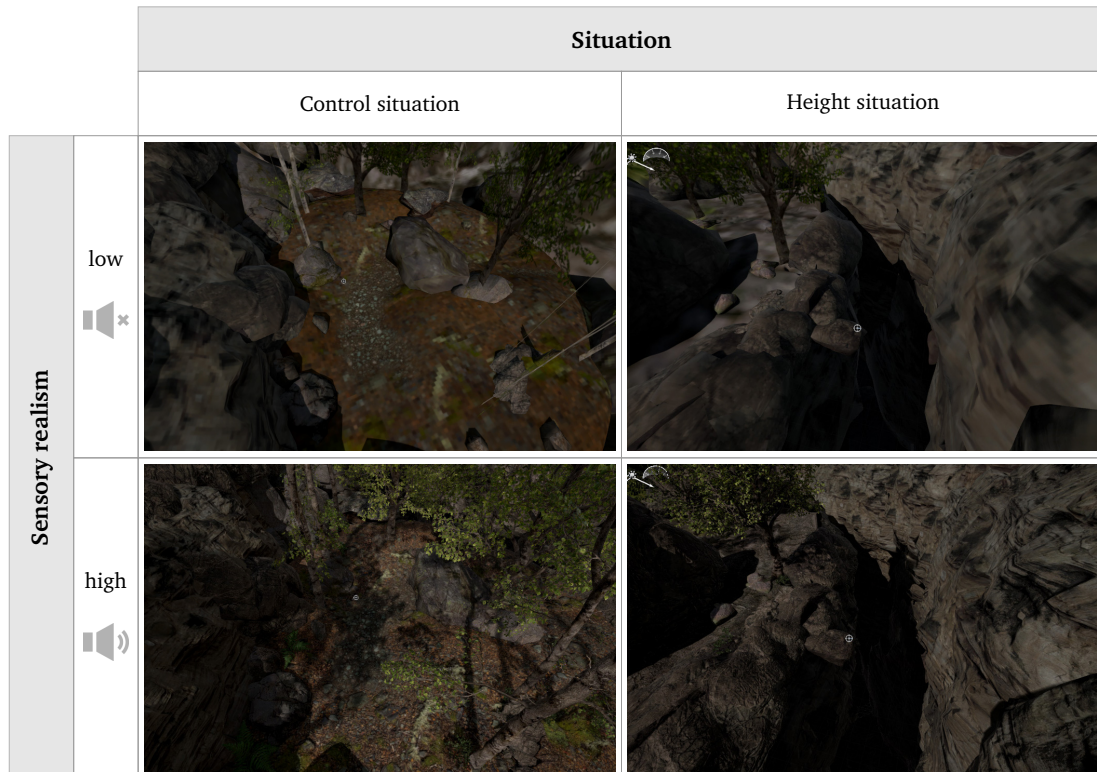 Situation
Control situation
Height situation
Sensory realism
low
high